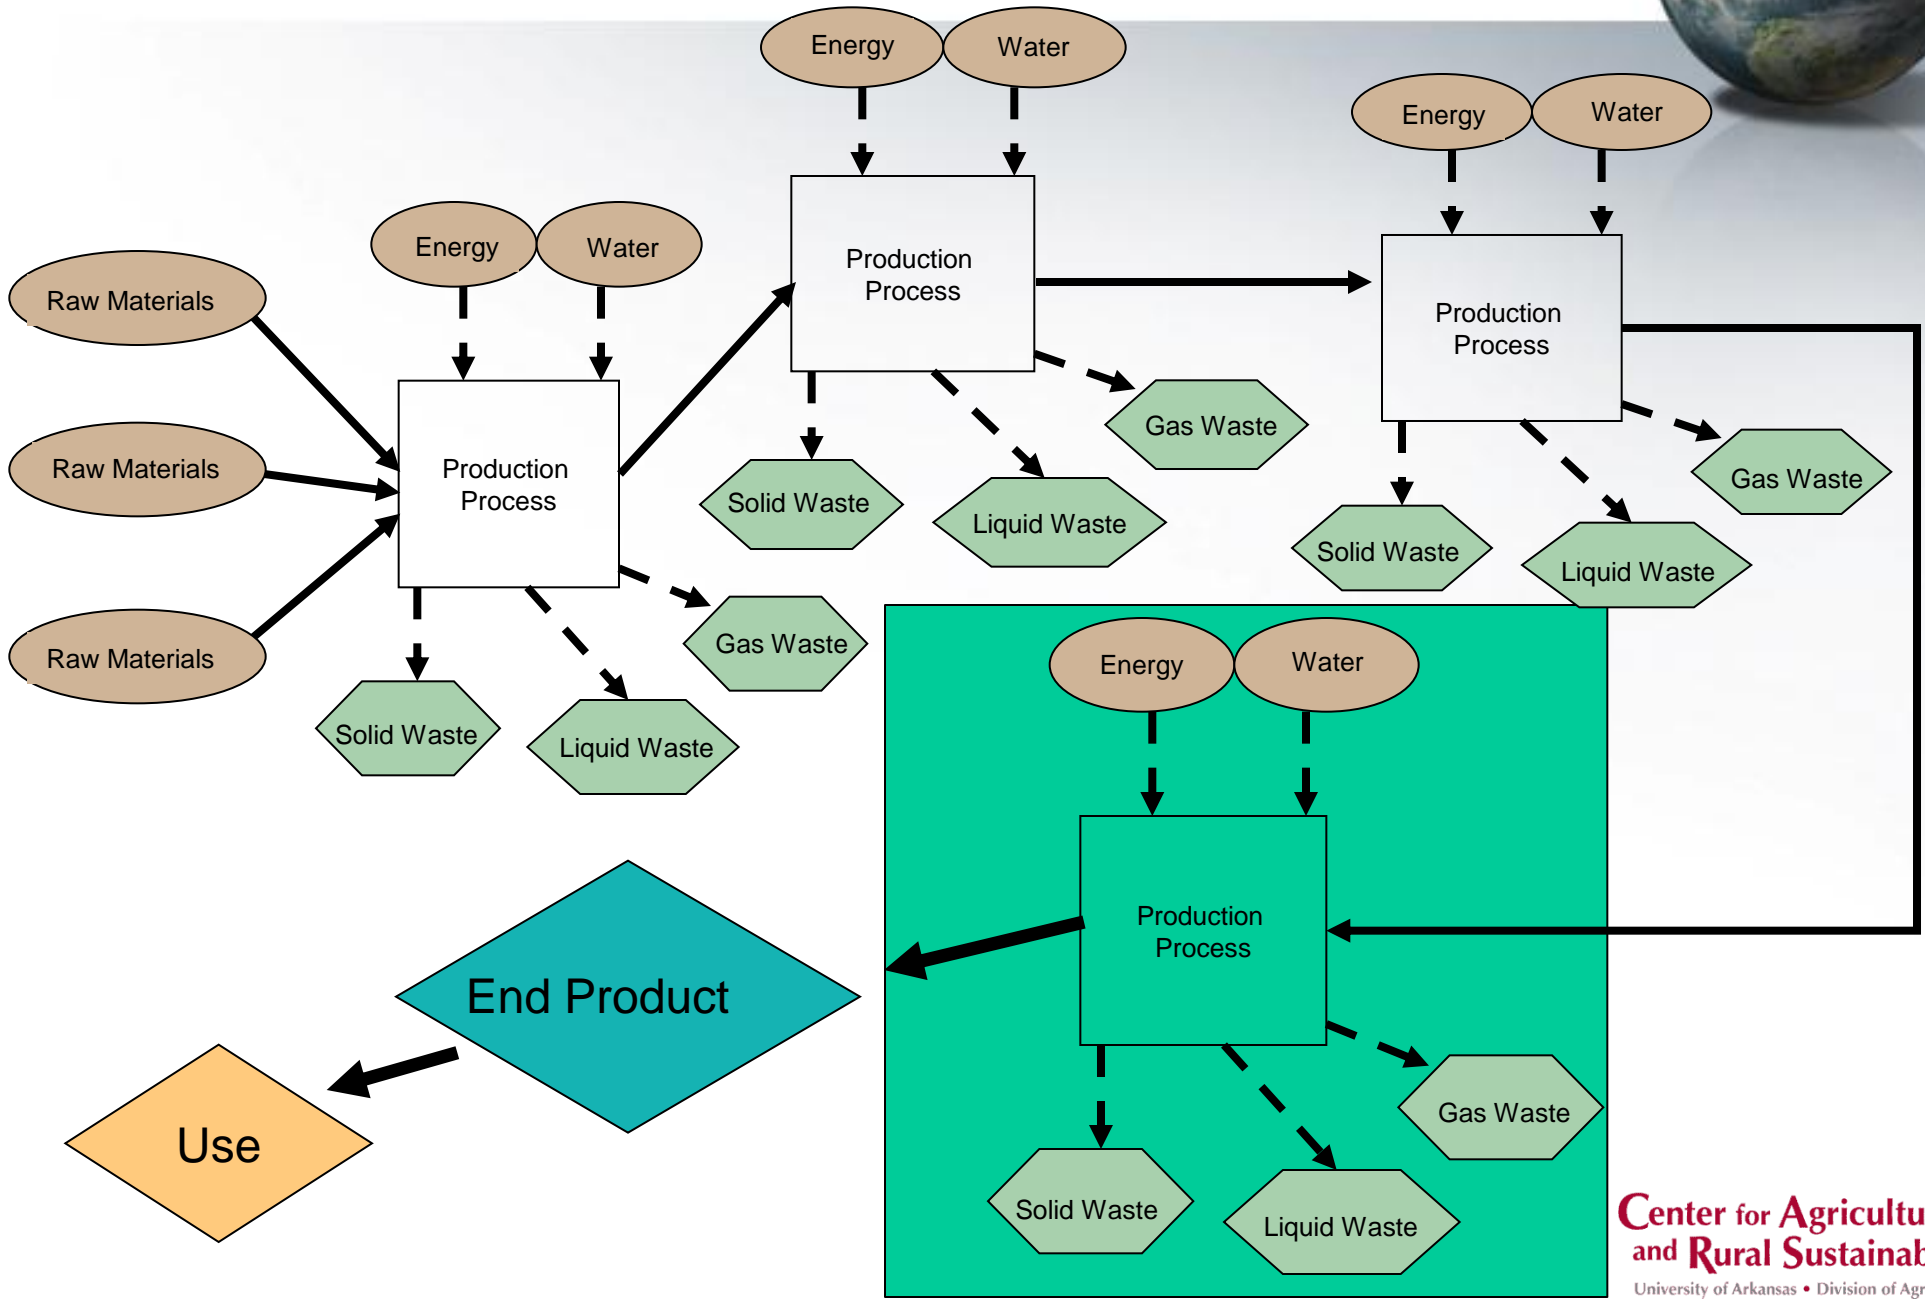 Energy
Water
Energy
Water
Energy
Water
Production
Process
Raw Materials
Production
Process
Gas Waste
Raw Materials
Production
Process
Solid Waste
Liquid Waste
Gas Waste
Solid Waste
Liquid Waste
Raw Materials
Gas Waste
Energy
Water
Solid Waste
Liquid Waste
Production
Process
End Product
Use
Gas Waste
Solid Waste
Liquid Waste
Center for Agricultu
and Rural Sustainab
University of Arkansas • Division of Agr